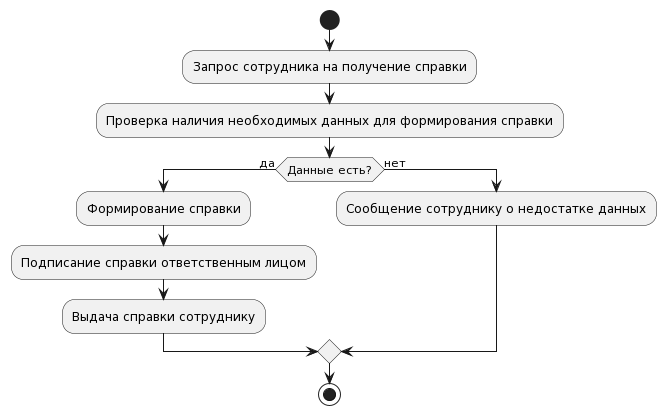 Запрос сотрудника на получение справки
Проверка наличия необходимых данных для формирования справки
да
Данные есть?
нет
Формирование справки
Сообщение сотруднику о недостатке данных
Подписание справки ответственным лицом
Выдача справки сотруднику